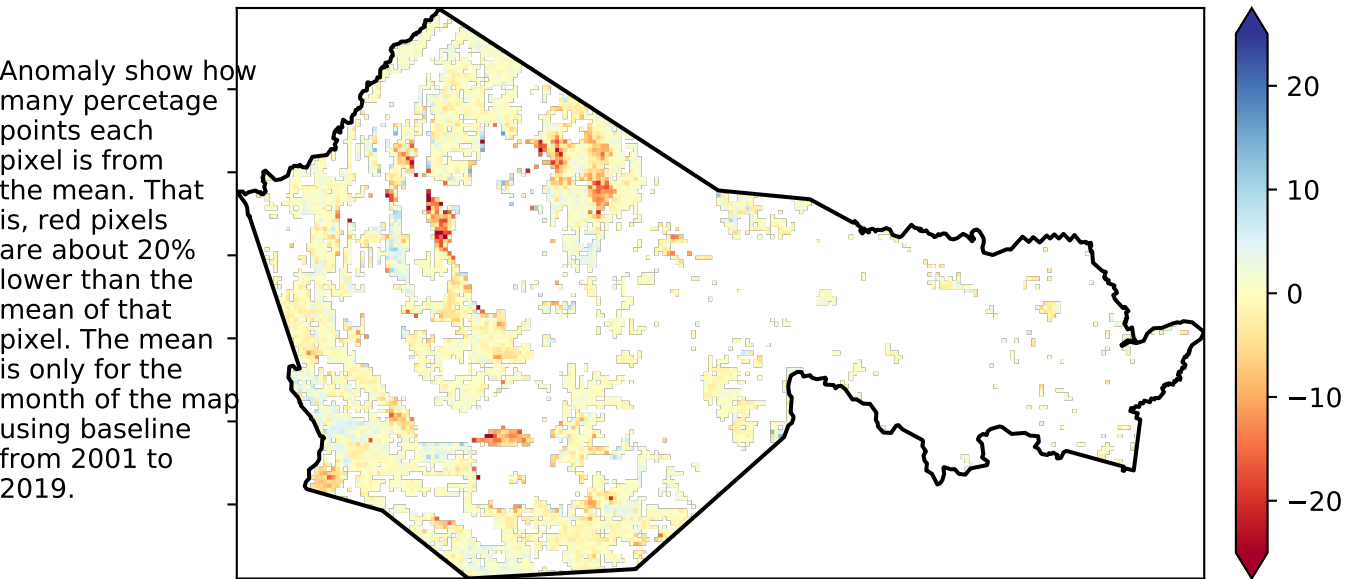 Anomaly show how
many percetage
points each
pixel is from
the mean. That
is, red pixels
are about 20%
lower than the
mean of that
pixel. The mean
is only for the
month of the map
using baseline
from 2001 to
2019.
20
10
0
−10
−20